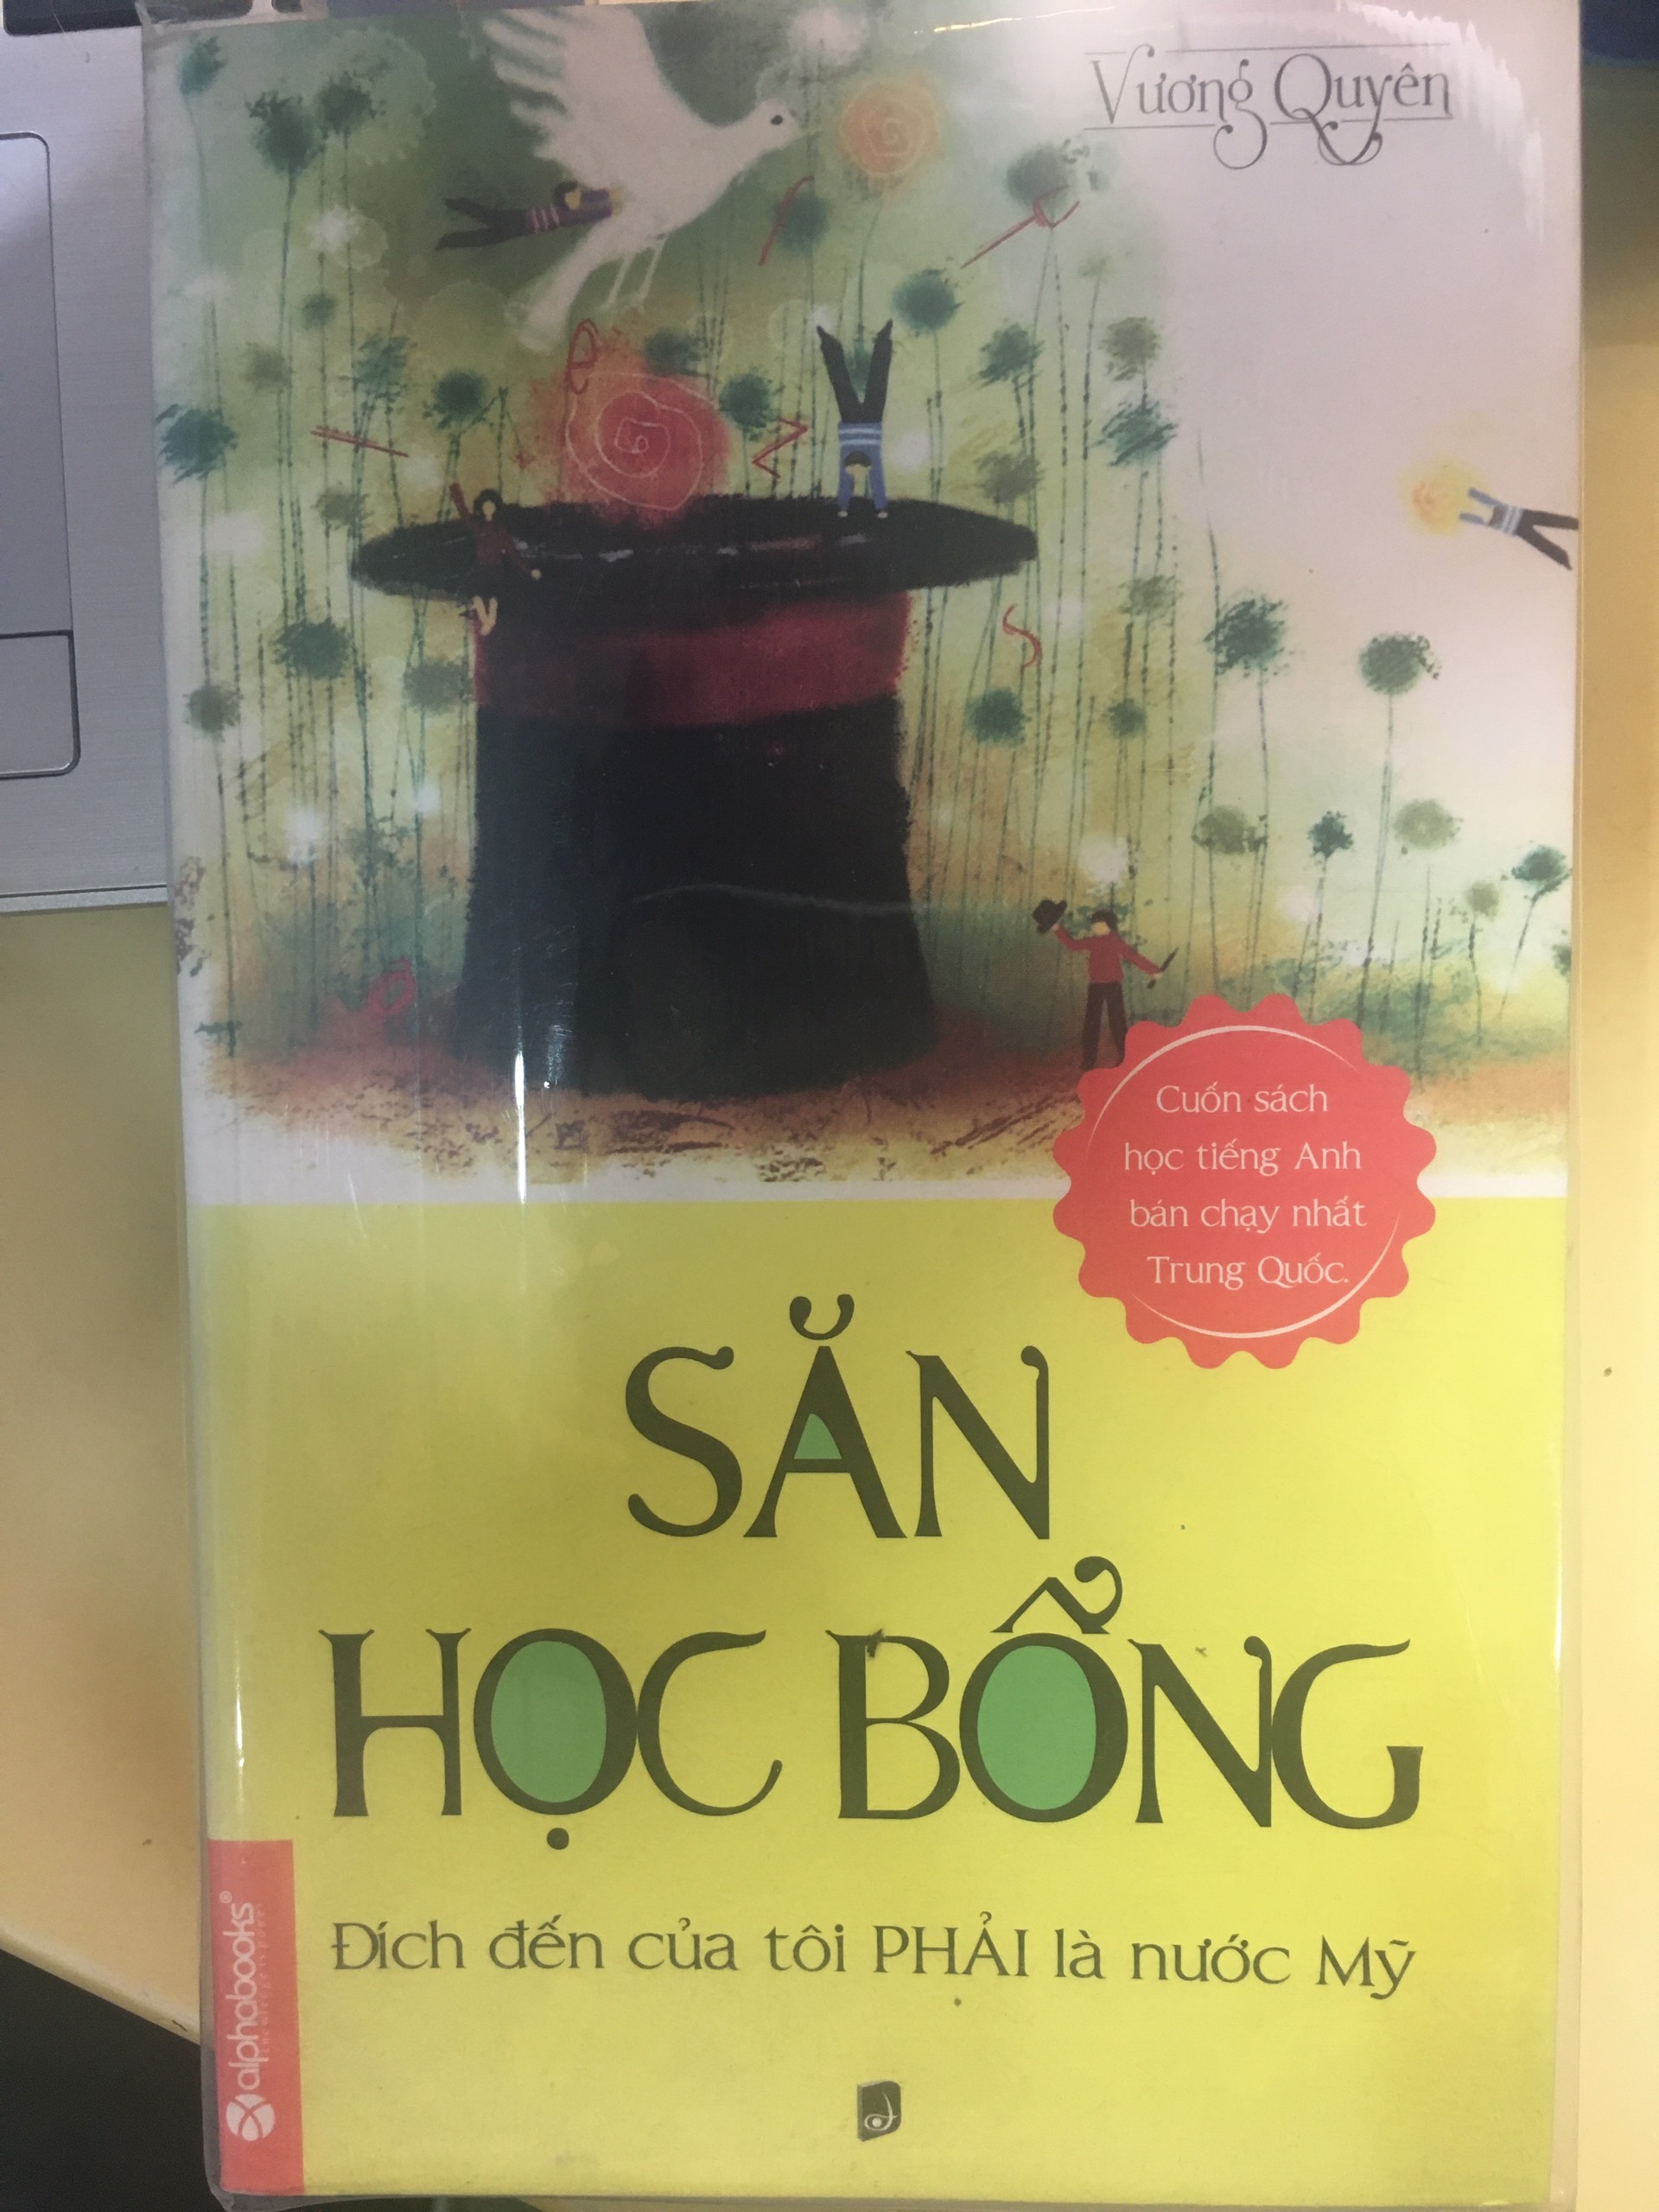 Vương Quyên
Cuốn sách
học tiếng Anh
bán chạy nhất
Trung Quốc.
SĂN
HỌC BỔNG
Đích đến của tôi PHẢI là nước Mỹ
alphabooks®